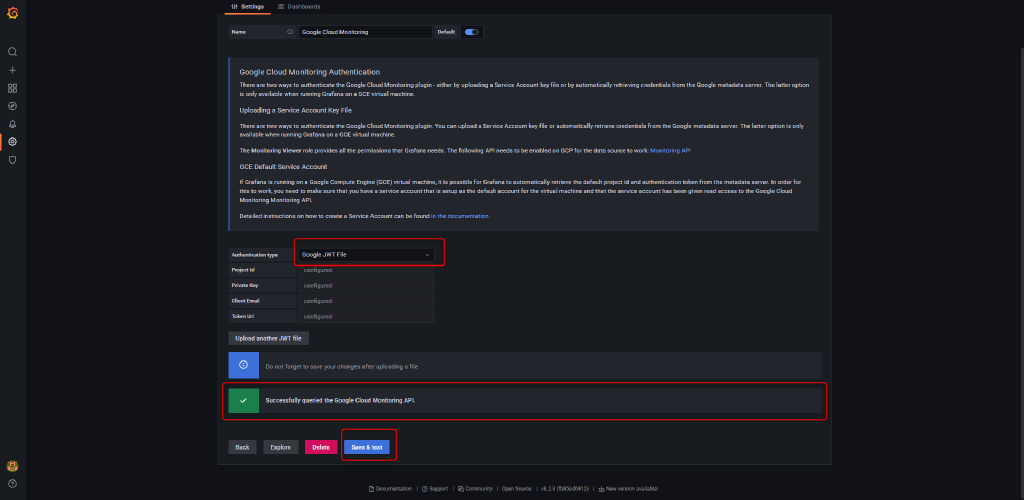 Settings Dashboards
Name Google Cloud Monitoring Default
Google Cloud Monitoring Authentication
There are two ways to authenticate the Google Cloud Monitoring plugin - either by uploading a Service Account key file or by automatically retrieving credentials from the Google metadata server. The latter option
is only available when running Grafana on a GCE virtual machine.
Uploading a Service Account Key File
There are two ways to authenticate the Google Cloud Monitoring plugin. You can upload a Service Account key file or automatically retrieve credentials from the Google metadata server. The latter option is only
available when running Grafana on a GCE virtual machine.
The Monitoring Viewer role provides all the permissions that Grafana needs. The following API needs to be enabled on GCP for the data source to work: Monitoring API
GCE Default Service Account
If Grafana is running on a Google Compute Engine (GCE) virtual machine, it is possible for Grafana to automatically retrieve the default project id and authentication token from the metadata server. In order for
this to work, you need to make sure that you have a service account that is setup as the default account for the virtual machine and that the service account has been given read access to the Google Cloud
Monitoring Monitoring API.
Detailed instructions on how to create a Service Account can be found in the documentation.
Authentication type Google JWT File
Project Id configured
Private Key configured
Client Email configured
Token Uri configured
Upload another JWT file
Do not forget to save your changes after uploading a file
Successfully queried the Google Cloud Monitoring API.
Back Explore Delete Save & test
Documentation | Support | Community | Open Source | | New version available!